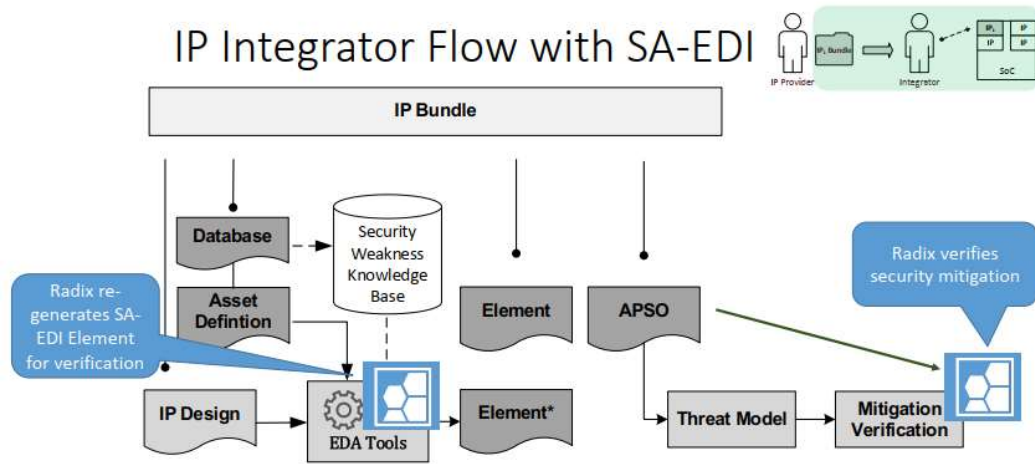 IP Integrator Flow with SA-EDI
IP Provider
IP₁ Bundle
Integrator
IP₁
IP
IP
IP
SoC
IP Bundle
Database
Security
Weakness
Knowledge
Base
Radix verifies
security mitigation
Radix re-
generates SA-
EDI Element
for verification
Asset
Defintion
Element
APSO
IP Design
EDA Tools
Element*
Threat Model
Mitigation
Verification